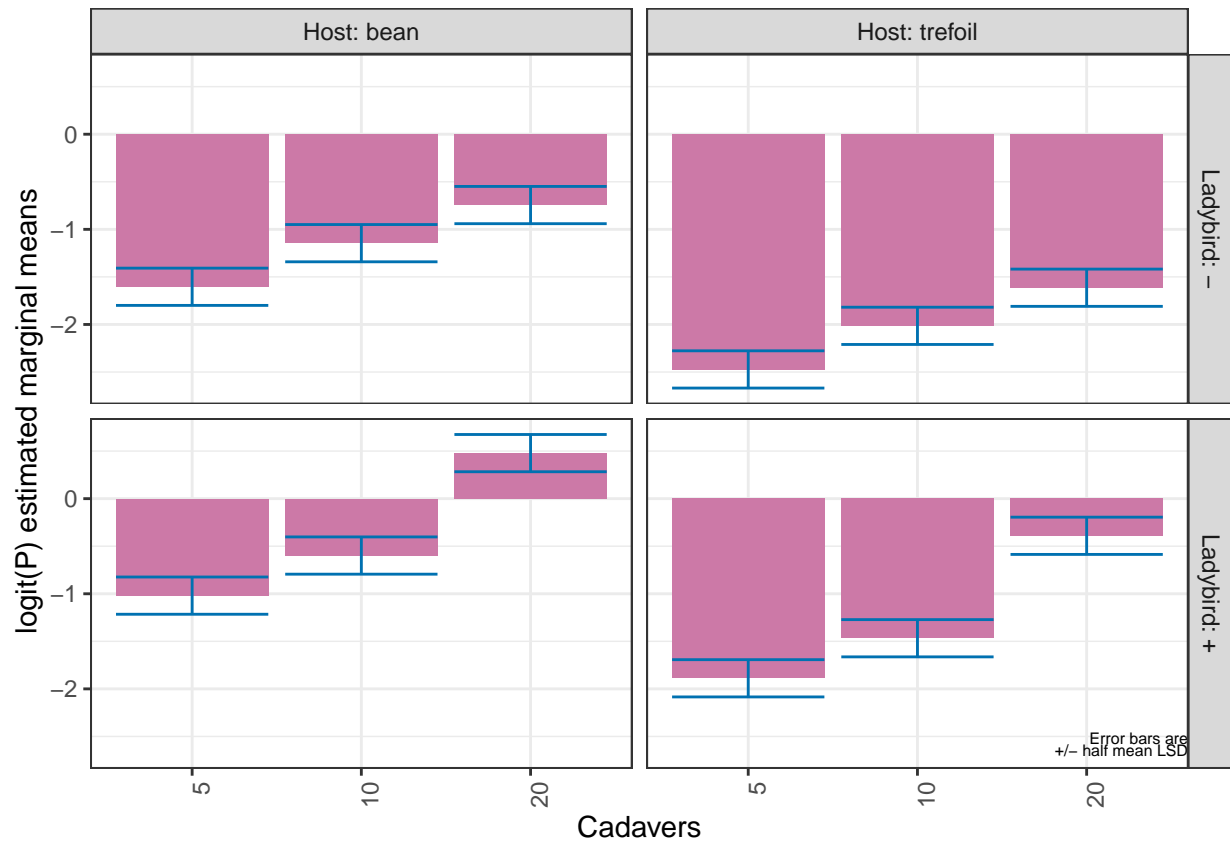 Host: bean
Host: trefoil
logit(P) estimated marginal means
0
−1
−2
Ladybird: −
0
−1
−2
Ladybird: +
Error bars are
+/− half mean LSD
5
10
20
5
10
20
Cadavers